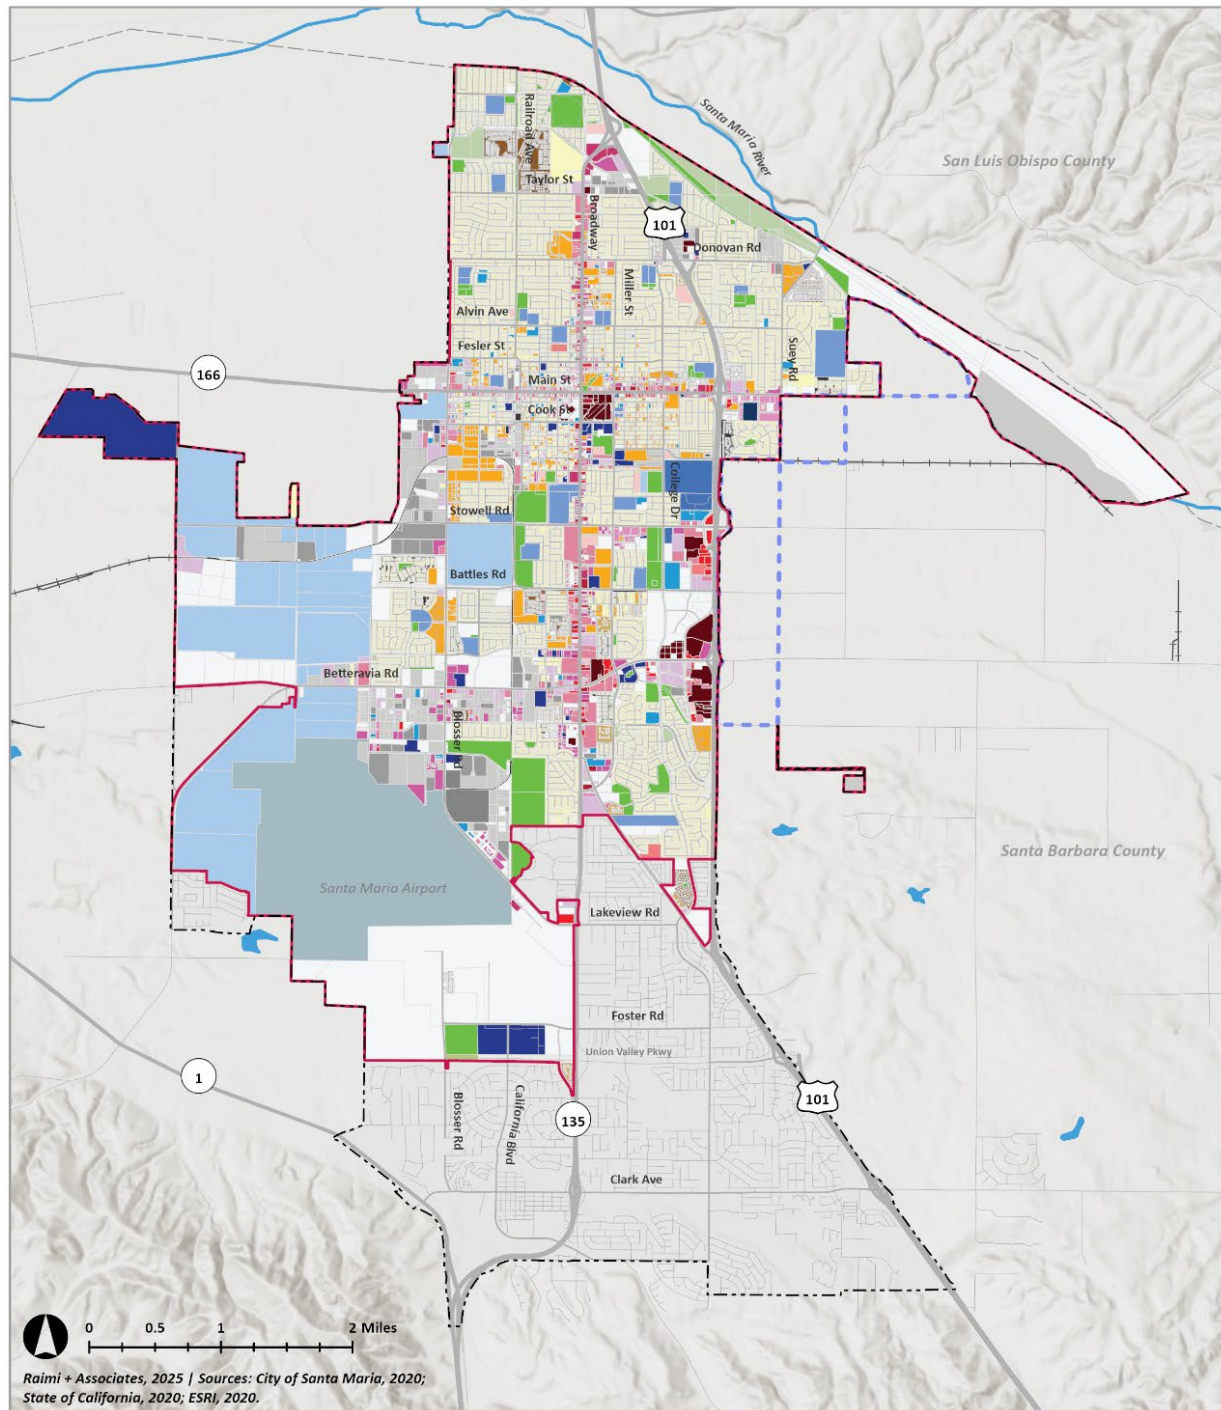 Santa Maria River
San Luis Obispo County
Railroad Ave
Taylor St
Broadway
101
Donovan Rd
Miller St
Alvin Ave
Suey Rd
Fesler St
166
Main St
Cook St
College Dr
Stowell Rd
Battles Rd
Betteravia Rd
Blosser Rd
Santa Barbara County
Santa Maria Airport
Lakeview Rd
Foster Rd
Union Valley Pkwy
1
Blosser Rd
California Blvd
135
101
Clark Ave
0 0.5 1 2 Miles
Raimi + Associates, 2025 | Sources: City of Santa Maria, 2020;
State of California, 2020; ESRI, 2020.